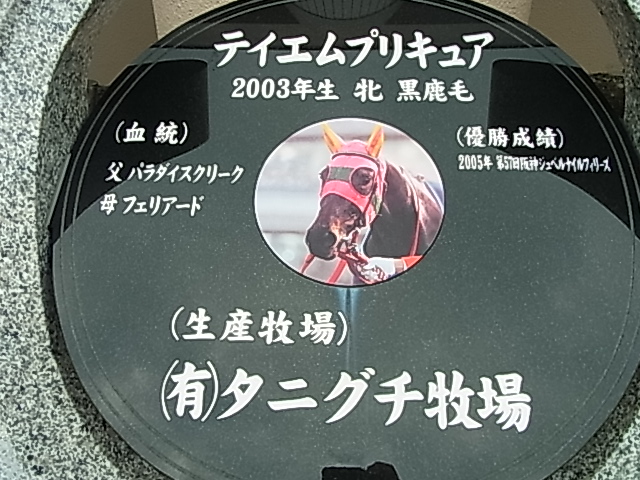 テイエムプリキュア
2003年生 牝 黒鹿毛
(血統)
父 パラダイスクリーク
母 フェリアード
(優勝成績)
2005年 第57回阪神ジュベルナイルフィリーズ
(生産牧場)
(有)タニグチ牧場